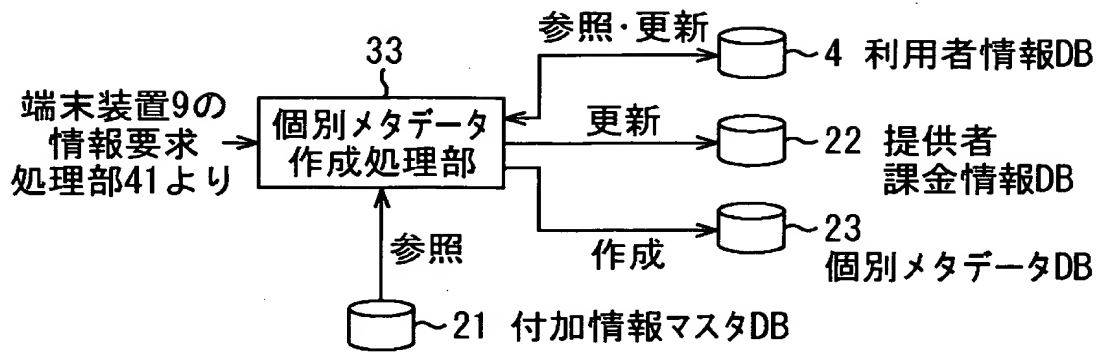 参照・更新
33
4 利用者情報DB
端末装置9の
情報要求
処理部41より
個別メタデータ
作成処理部
更新
22 提供者
課金情報DB
参照
作成
23
個別メタデータDB
21 付加情報マスタDB